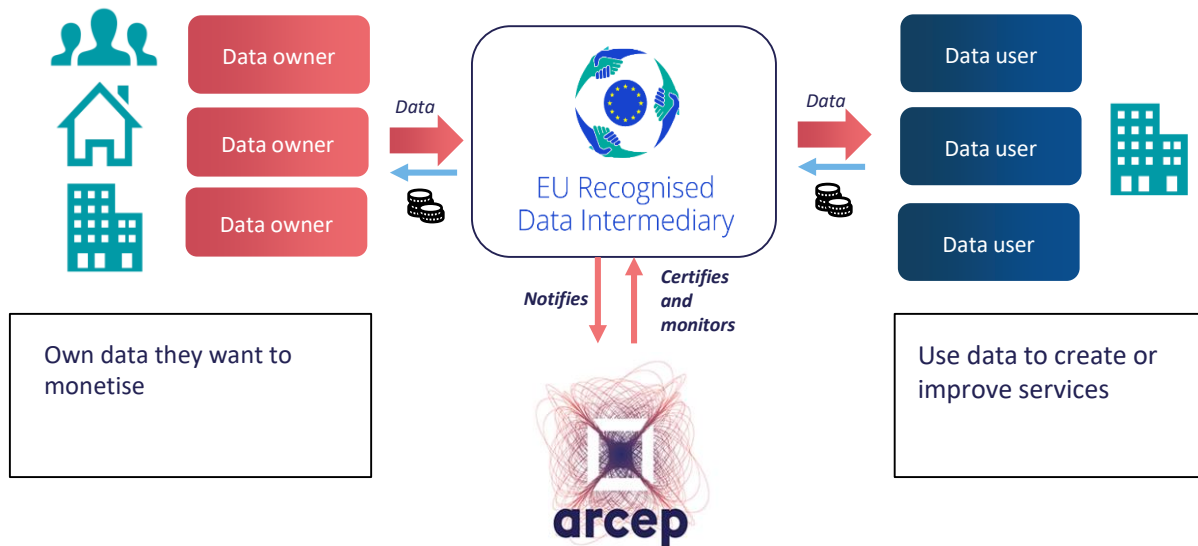 Data owner
Data owner
Data owner
Data
EU Recognised
Data Intermediary
Data
Data user
Data user
Data user
Notifies
Certifies
and
monitors
Own data they want to
monetise
Use data to create or
improve services
arcep